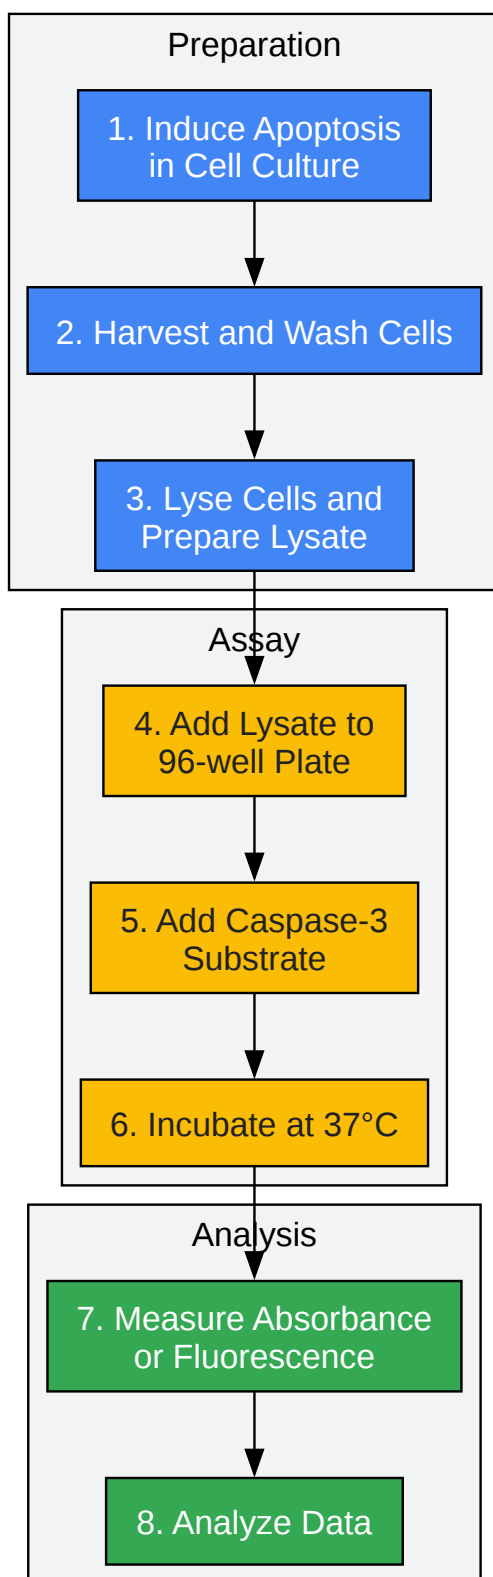 Preparation
1. Induce Apoptosis
in Cell Culture
2. Harvest and Wash Cells
3. Lyse Cells and
Prepare Lysate
Assay
4. Add Lysate to
96-well Plate
5. Add Caspase-3
Substrate
6. Incubate at 37°C
Analysis
7. Measure Absorbance
or Fluorescence
8. Analyze Data